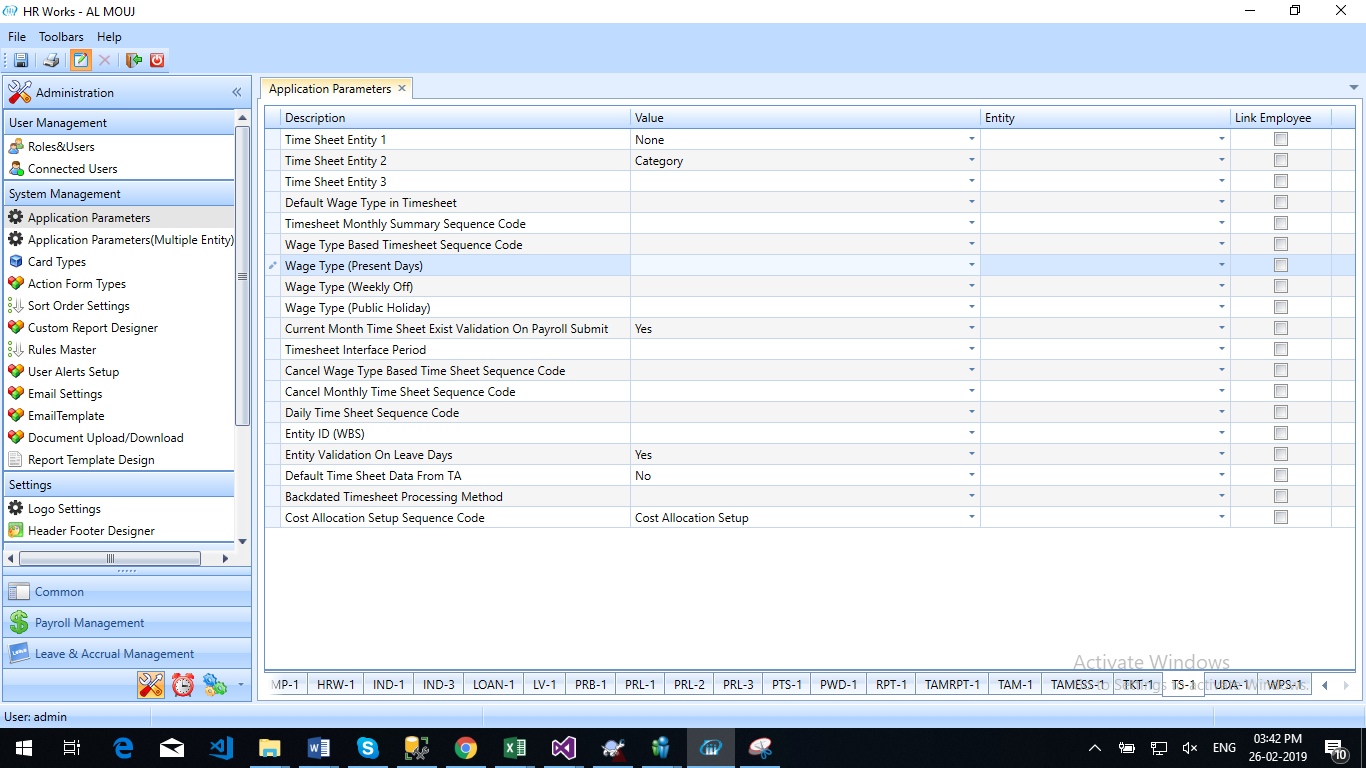 HR Works - AL MOUJ
File Toolbars Help
Administration
Application Parameters
User Management
Roles&Users
Connected Users
System Management
Application Parameters
Application Parameters(Multiple Entity)
Card Types
Action Form Types
Sort Order Settings
Custom Report Designer
Rules Master
User Alerts Setup
Email Settings
EmailTemplate
Document Upload/Download
Report Template Design
Settings
Logo Settings
Header Footer Designer
Common
Payroll Management
Leave & Accrual Management
Description Value Entity Link Employee
Time Sheet Entity 1 None
Time Sheet Entity 2 Category
Time Sheet Entity 3
Default Wage Type in Timesheet
Timesheet Monthly Summary Sequence Code
Wage Type Based Timesheet Sequence Code
Wage Type (Present Days)
Wage Type (Weekly Off)
Wage Type (Public Holiday)
Current Month Time Sheet Exist Validation On Payroll Submit Yes
Timesheet Interface Period
Cancel Wage Type Based Time Sheet Sequence Code
Cancel Monthly Time Sheet Sequence Code
Daily Time Sheet Sequence Code
Entity ID (WBS)
Entity Validation On Leave Days Yes
Default Time Sheet Data From TA No
Backdated Timesheet Processing Method
Cost Allocation Setup Sequence Code Cost Allocation Setup
Activate Windows
Go to Settings to activate Windows.
MP-1 HRW-1 IND-1 IND-3 LOAN-1 LV-1 PRB-1 PRL-1 PRL-2 PRL-3 PTS-1 PWD-1 RPT-1 TAMRPT-1 TAM-1 TAMESS-1 TKT-1 TS-1 UDA-1 WPS-1
User: admin
ENG
03:42 PM
26-02-2019
10